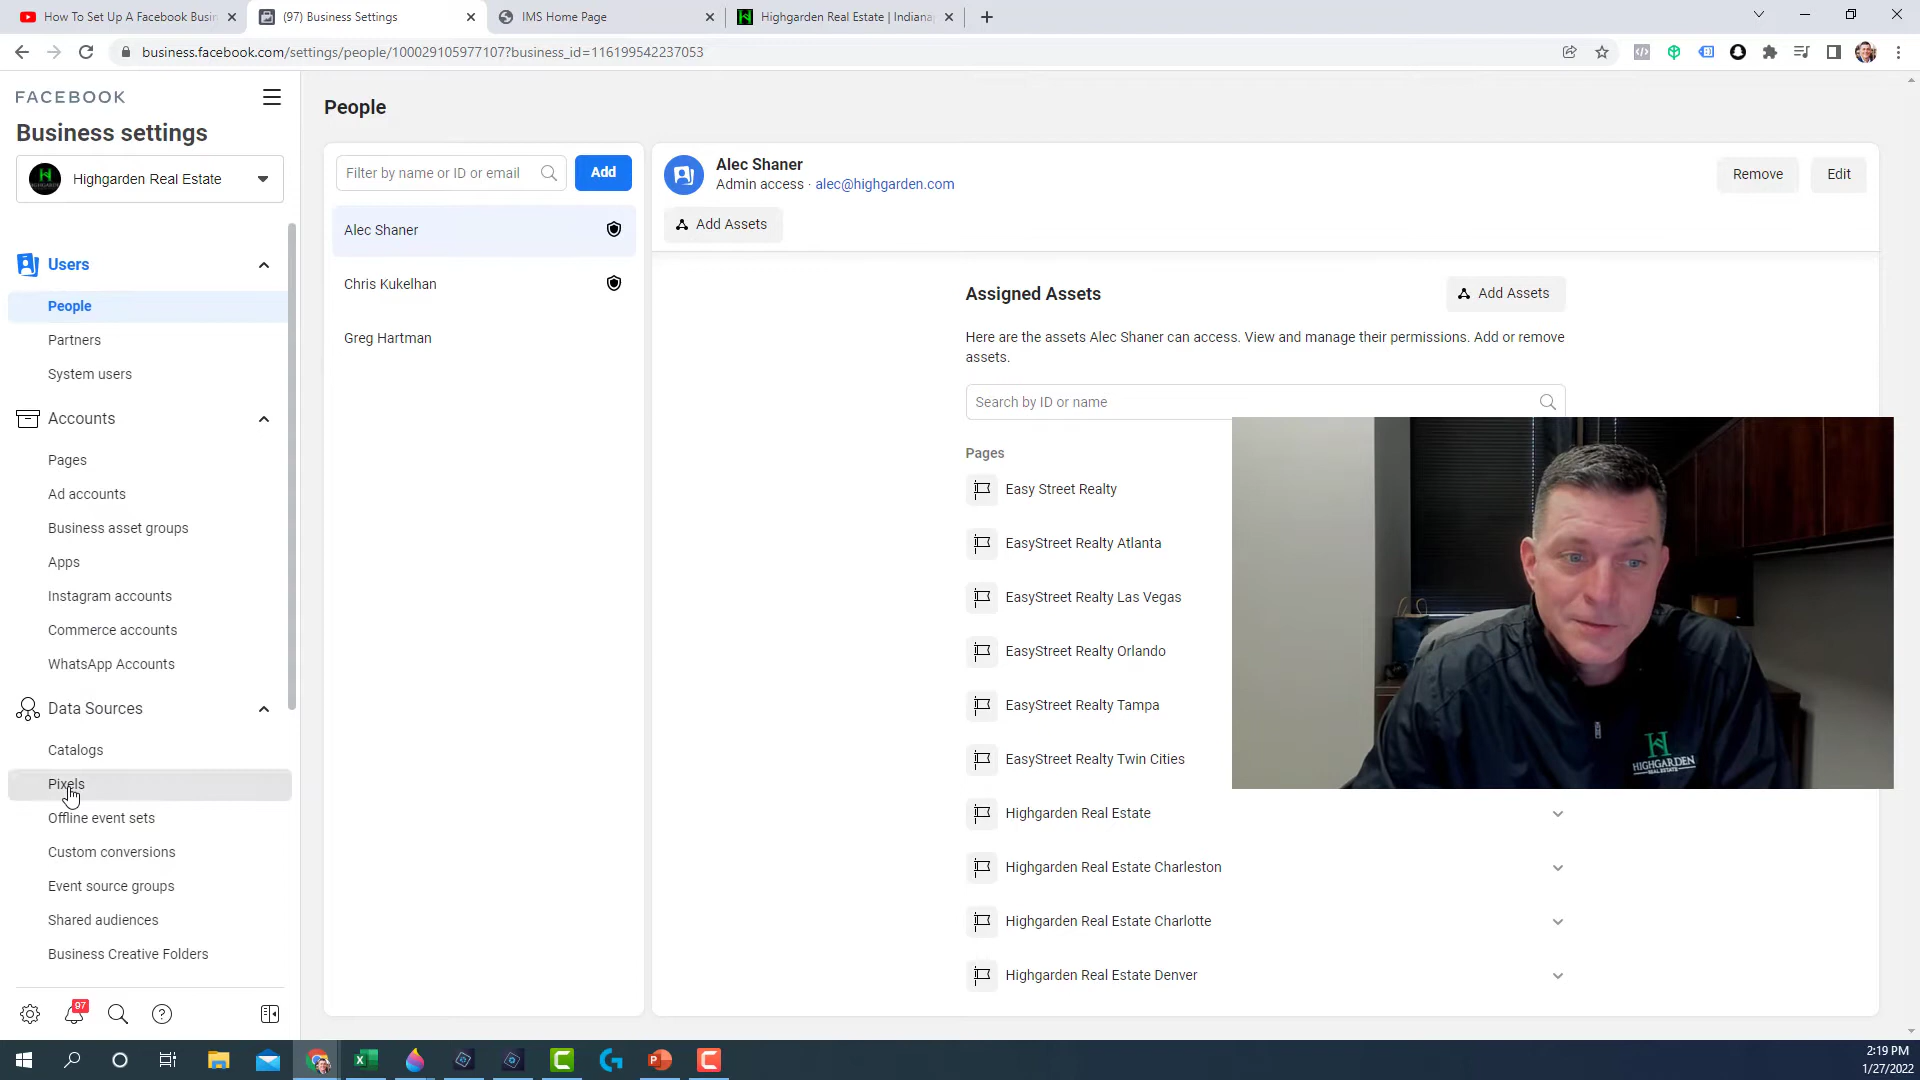 How To Set Up A Facebook Busin
(97) Business Settings
IMS Home Page
Highgarden Real Estate | Indiana
business.facebook.com/settings/people/100029105977107?business_id=116199542237053
FACEBOOK
Business settings
Highgarden Real Estate
Users
People
Partners
System users
Accounts
Pages
Ad accounts
Business asset groups
Apps
Instagram accounts
Commerce accounts
WhatsApp Accounts
Data Sources
Catalogs
Pixels
Offline event sets
Custom conversions
Event source groups
Shared audiences
Business Creative Folders
97
People
Filter by name or ID or email
Add
Alec Shaner
Chris Kukelhan
Greg Hartman
Alec Shaner
Admin access · alec@highgarden.com
Remove
Edit
Add Assets
Assigned Assets
Add Assets
Here are the assets Alec Shaner can access. View and manage their permissions. Add or remove
assets.
Search by ID or name
Pages
Easy Street Realty
EasyStreet Realty Atlanta
EasyStreet Realty Las Vegas
EasyStreet Realty Orlando
EasyStreet Realty Tampa
EasyStreet Realty Twin Cities
Highgarden Real Estate
Highgarden Real Estate Charleston
Highgarden Real Estate Charlotte
Highgarden Real Estate Denver
HIGHGARDEN
REAL ESTATE
2:19 PM
1/27/2022